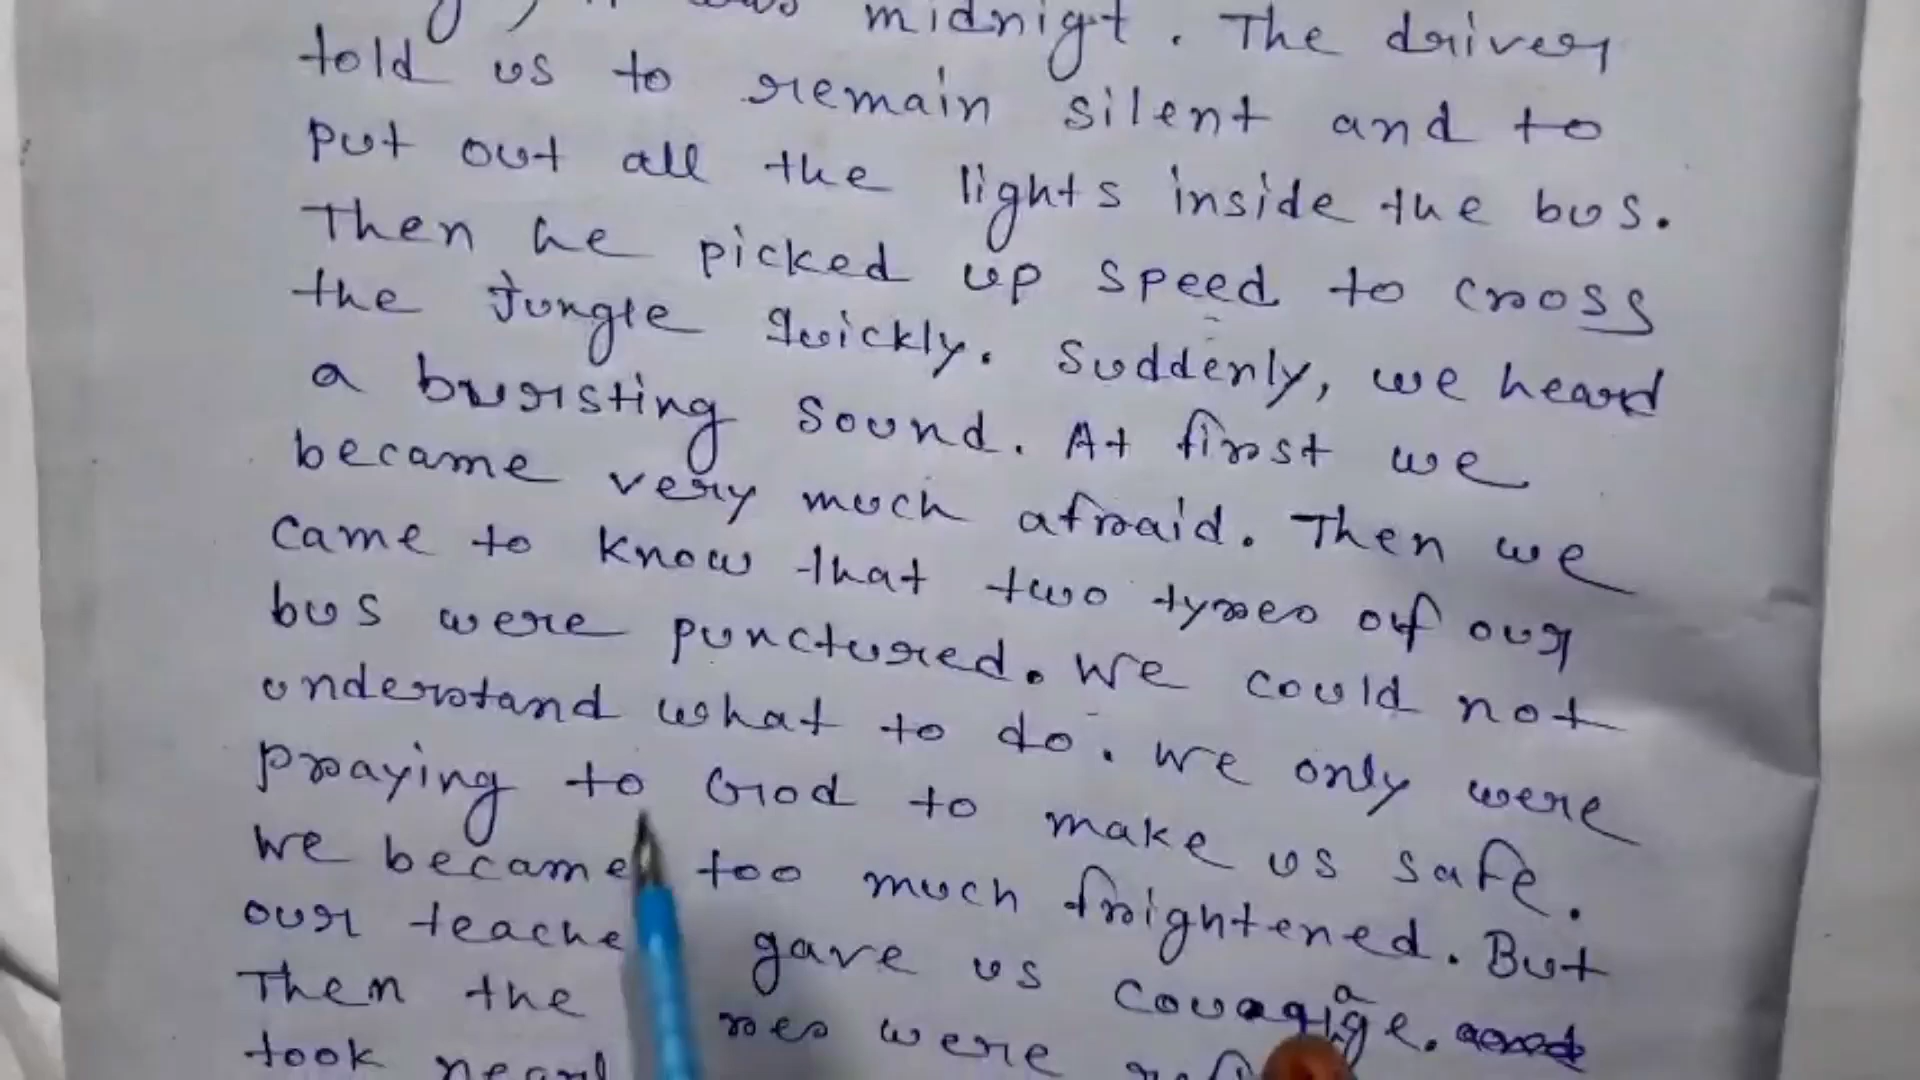 midnigt. The driver
told us to remain silent and to
put out all the lights inside the bus.
Then he picked up speed to cross
the Jungle quickly. Suddenly, we heard
a bursting sound. At first we
became very much afraid. Then we
came to know that two tyres of our
bus were punctured. We could not
understand what to do. We only were
praying to God to make us safe.
We became too much frightened. But
our teache gave us courage.
Then the were
took